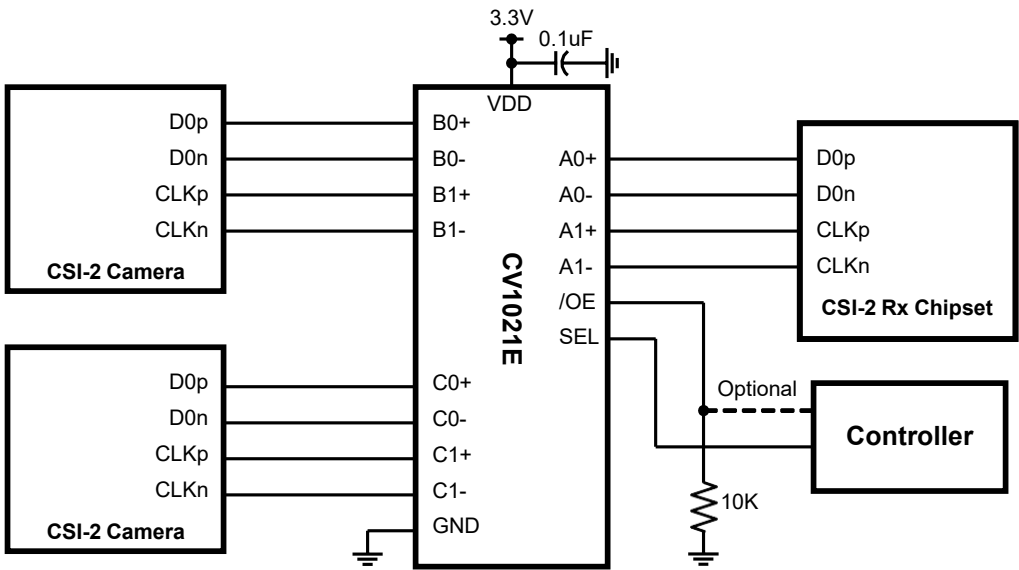 3.3V
0.1uF
VDD
D0p
D0n
CLKp
CLKn
CSI-2 Camera
B0+
B0-
B1+
B1-
A0+
A0-
A1+
A1-
/OE
SEL
CV1021E
D0p
D0n
CLKp
CLKn
CSI-2 Rx Chipset
D0p
D0n
CLKp
CLKn
CSI-2 Camera
C0+
C0-
C1+
C1-
GND
Optional
Controller
10K